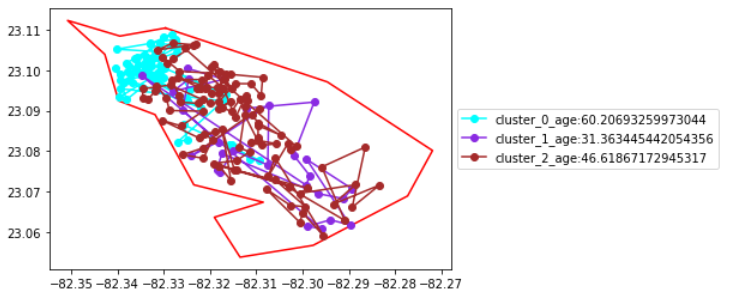 23.11
23.10
23.09
23.08
23.07
23.06
−82.35 −82.34 −82.33 −82.32 −82.31 −82.30 −82.29 −82.28 −82.27
cluster_0_age:60.20693259973044
cluster_1_age:31.363445442054356
cluster_2_age:46.61867172945317